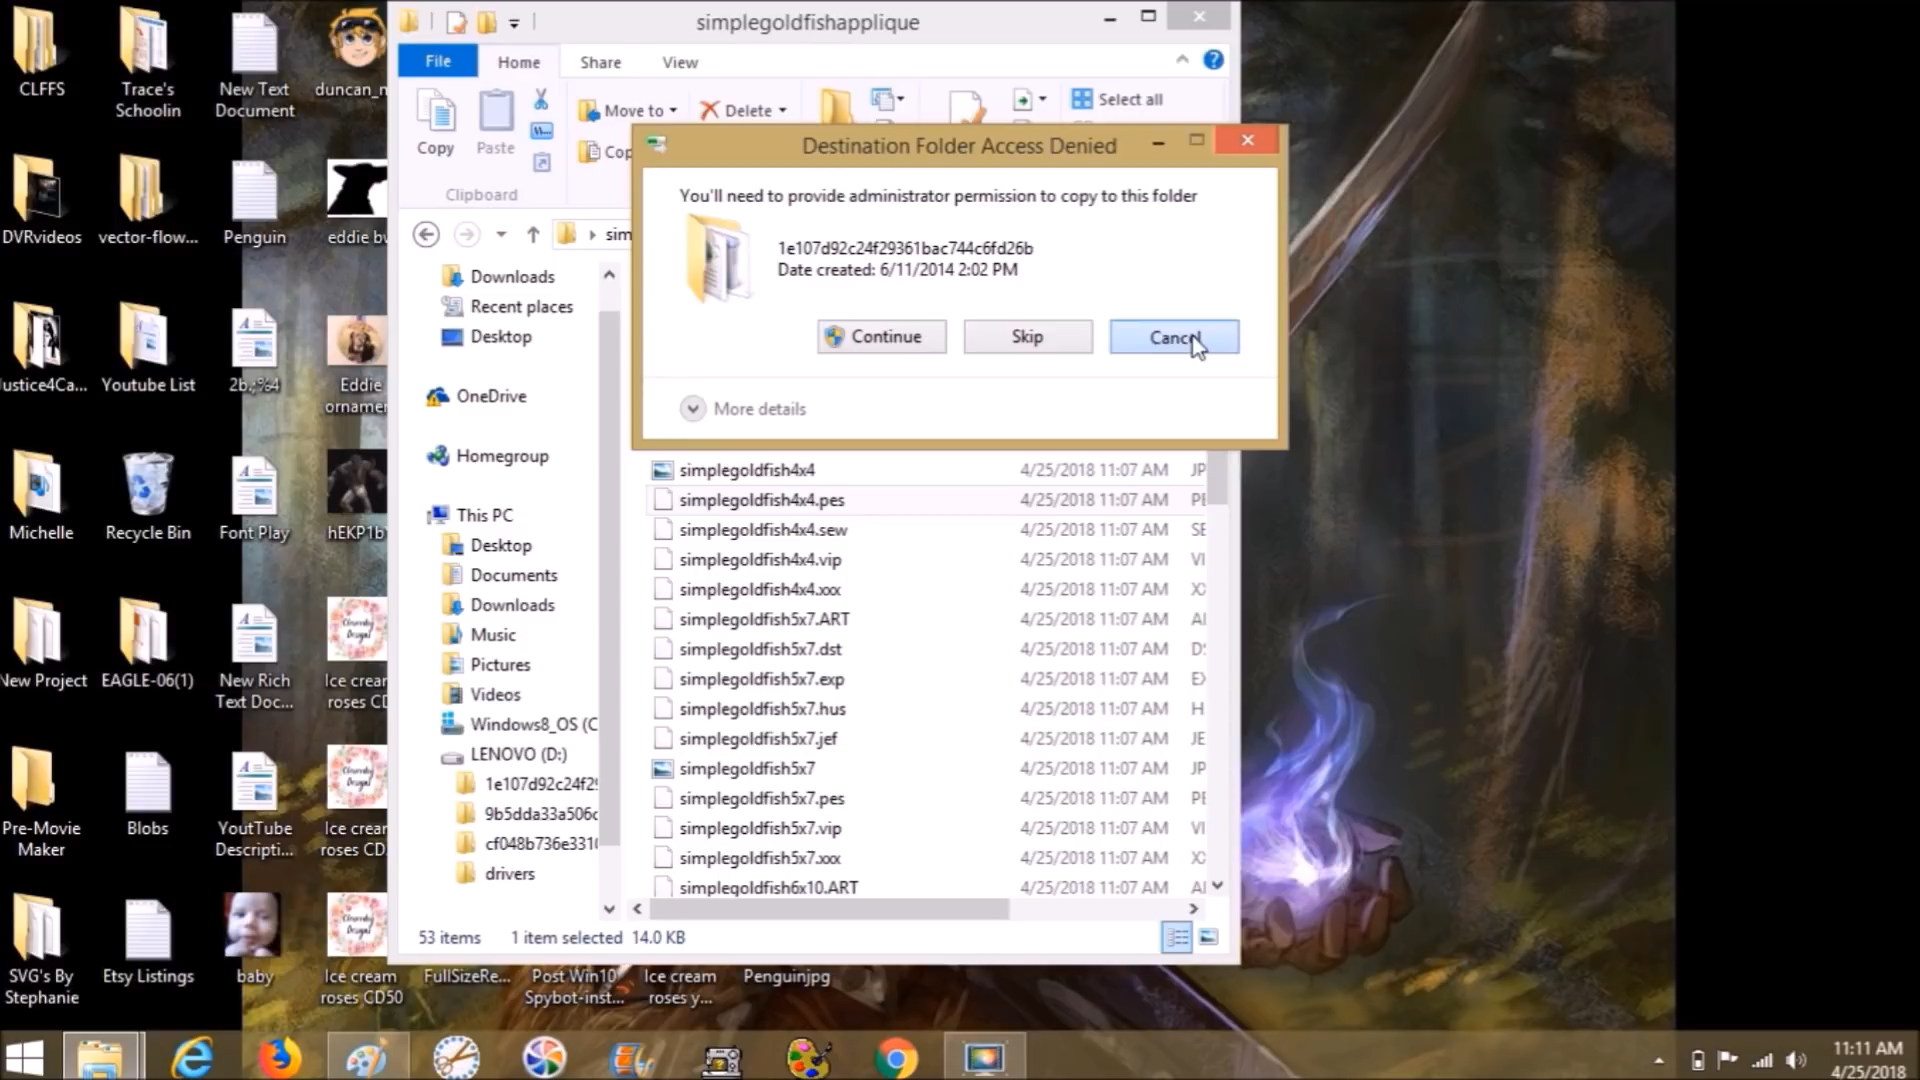 CLFFS
Trace's
Schoolin
New Text
Document
duncan_n
DVRvideos
vector-flow...
Penguin
eddie bv
Justice4Ca...
Youtube List
2b.;%4
Eddie
ornamer
Michelle
Recycle Bin
Font Play
hEKP1b
New Project
EAGLE-06(1)
New Rich
Text Doc...
Ice crear
roses CD
Pre-Movie
Maker
Blobs
YoutTube
Descripti...
Ice crear
roses CD.
SVG's By
Stephanie
Etsy Listings
baby
Ice cream
roses CD50
FullSizeRe...
Post Win10
Spybot-inst...
Ice cream
roses y...
Penguinjpg
simplegoldfishapplique
File Home Share View
Copy
Paste
Move to
Cop
Delete
Select all
Clipboard
sim
Downloads
Recent places
Desktop
OneDrive
Homegroup
This PC
Desktop
Documents
Downloads
Music
Pictures
Videos
Windows8_OS (C
LENOVO (D:)
1e107d92c24f29
9b5dda33a506c
cf048b736e331(
drivers
Destination Folder Access Denied
You'll need to provide administrator permission to copy to this folder
1e107d92c24f29361bac744c6fd26b
Date created: 6/11/2014 2:02 PM
Continue Skip Cancel
More details
simplegoldfish4x4 4/25/2018 11:07 AM JP
simplegoldfish4x4.pes 4/25/2018 11:07 AM PE
simplegoldfish4x4.sew 4/25/2018 11:07 AM SE
simplegoldfish4x4.vip 4/25/2018 11:07 AM VI
simplegoldfish4x4.xxx 4/25/2018 11:07 AM XX
simplegoldfish5x7.ART 4/25/2018 11:07 AM AI
simplegoldfish5x7.dst 4/25/2018 11:07 AM DS
simplegoldfish5x7.exp 4/25/2018 11:07 AM EX
simplegoldfish5x7.hus 4/25/2018 11:07 AM H
simplegoldfish5x7.jef 4/25/2018 11:07 AM JE
simplegoldfish5x7 4/25/2018 11:07 AM JP
simplegoldfish5x7.pes 4/25/2018 11:07 AM PE
simplegoldfish5x7.vip 4/25/2018 11:07 AM VI
simplegoldfish5x7.xxx 4/25/2018 11:07 AM XX
simplegoldfish6x10.ART 4/25/2018 11:07 AM AI
53 items 1 item selected 14.0 KB
11:11 AM
4/25/2018